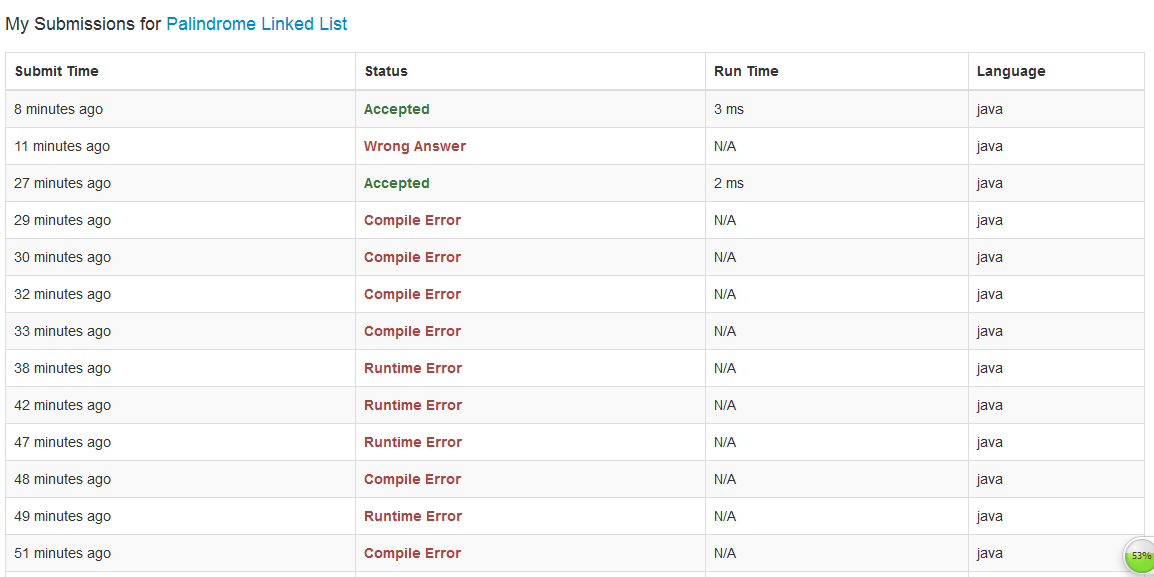 My Submissions for Palindrome Linked List
Submit Time Status Run Time Language
8 minutes ago Accepted 3 ms java
11 minutes ago Wrong Answer N/A java
27 minutes ago Accepted 2 ms java
29 minutes ago Compile Error N/A java
30 minutes ago Compile Error N/A java
32 minutes ago Compile Error N/A java
33 minutes ago Compile Error N/A java
38 minutes ago Runtime Error N/A java
42 minutes ago Runtime Error N/A java
47 minutes ago Runtime Error N/A java
48 minutes ago Compile Error N/A java
49 minutes ago Runtime Error N/A java
51 minutes ago Compile Error N/A java
53%